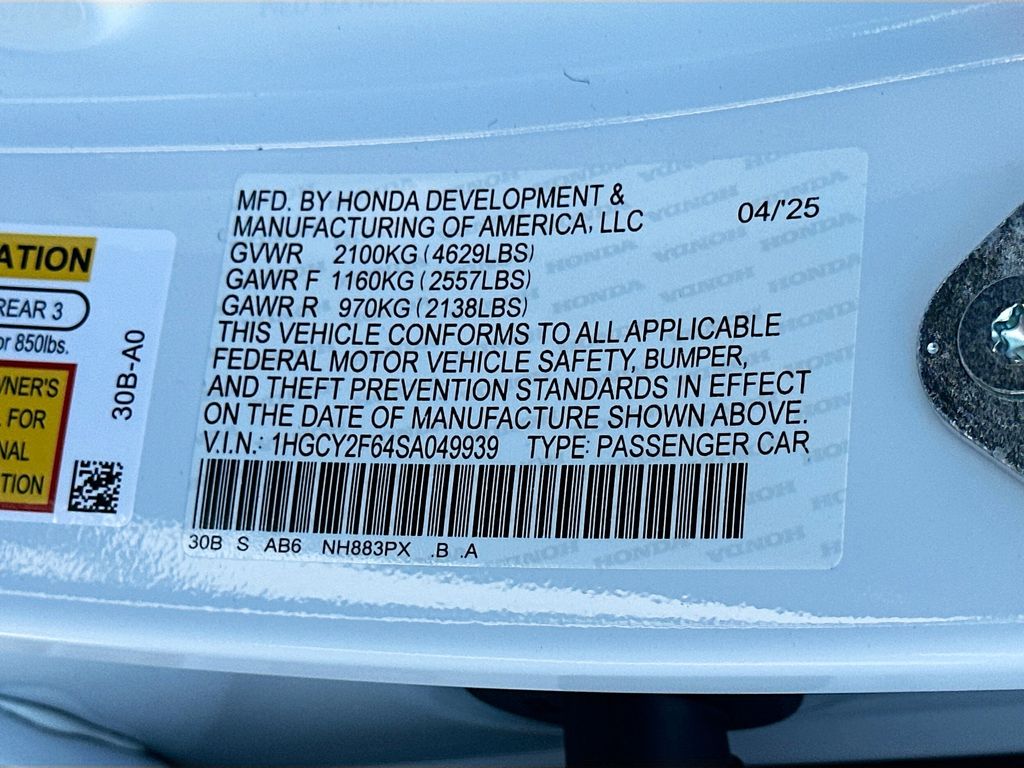 MFD. BY HONDA DEVELOPMENT &
MANUFACTURING OF AMERICA, LLC
04/'25
GVWR 2100KG (4629LBS)
GAWR F 1160KG (2557LBS)
GAWR R 970KG (2138LBS)
THIS VEHICLE CONFORMS TO ALL APPLICABLE
FEDERAL MOTOR VEHICLE SAFETY, BUMPER,
AND THEFT PREVENTION STANDARDS IN EFFECT
ON THE DATE OF MANUFACTURE SHOWN ABOVE.
V.I.N.: 1HGCY2F64SA049939 TYPE: PASSENGER CAR
30B S AB6 NH883PX .B .A
ATION
REAR 3
or 850lbs.
WNER'S
L FOR
NAL
TION
30B-A0
HONDA